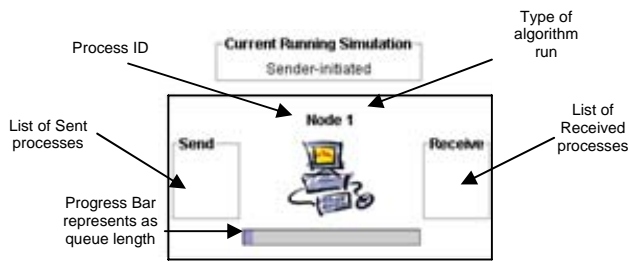 Type of
algorithm
run
Process ID
Current Running Simulation
Sender-initiated
List of Sent
processes
Node 1
Send
Receive
List of
Received
processes
Progress Bar
represents as
queue length